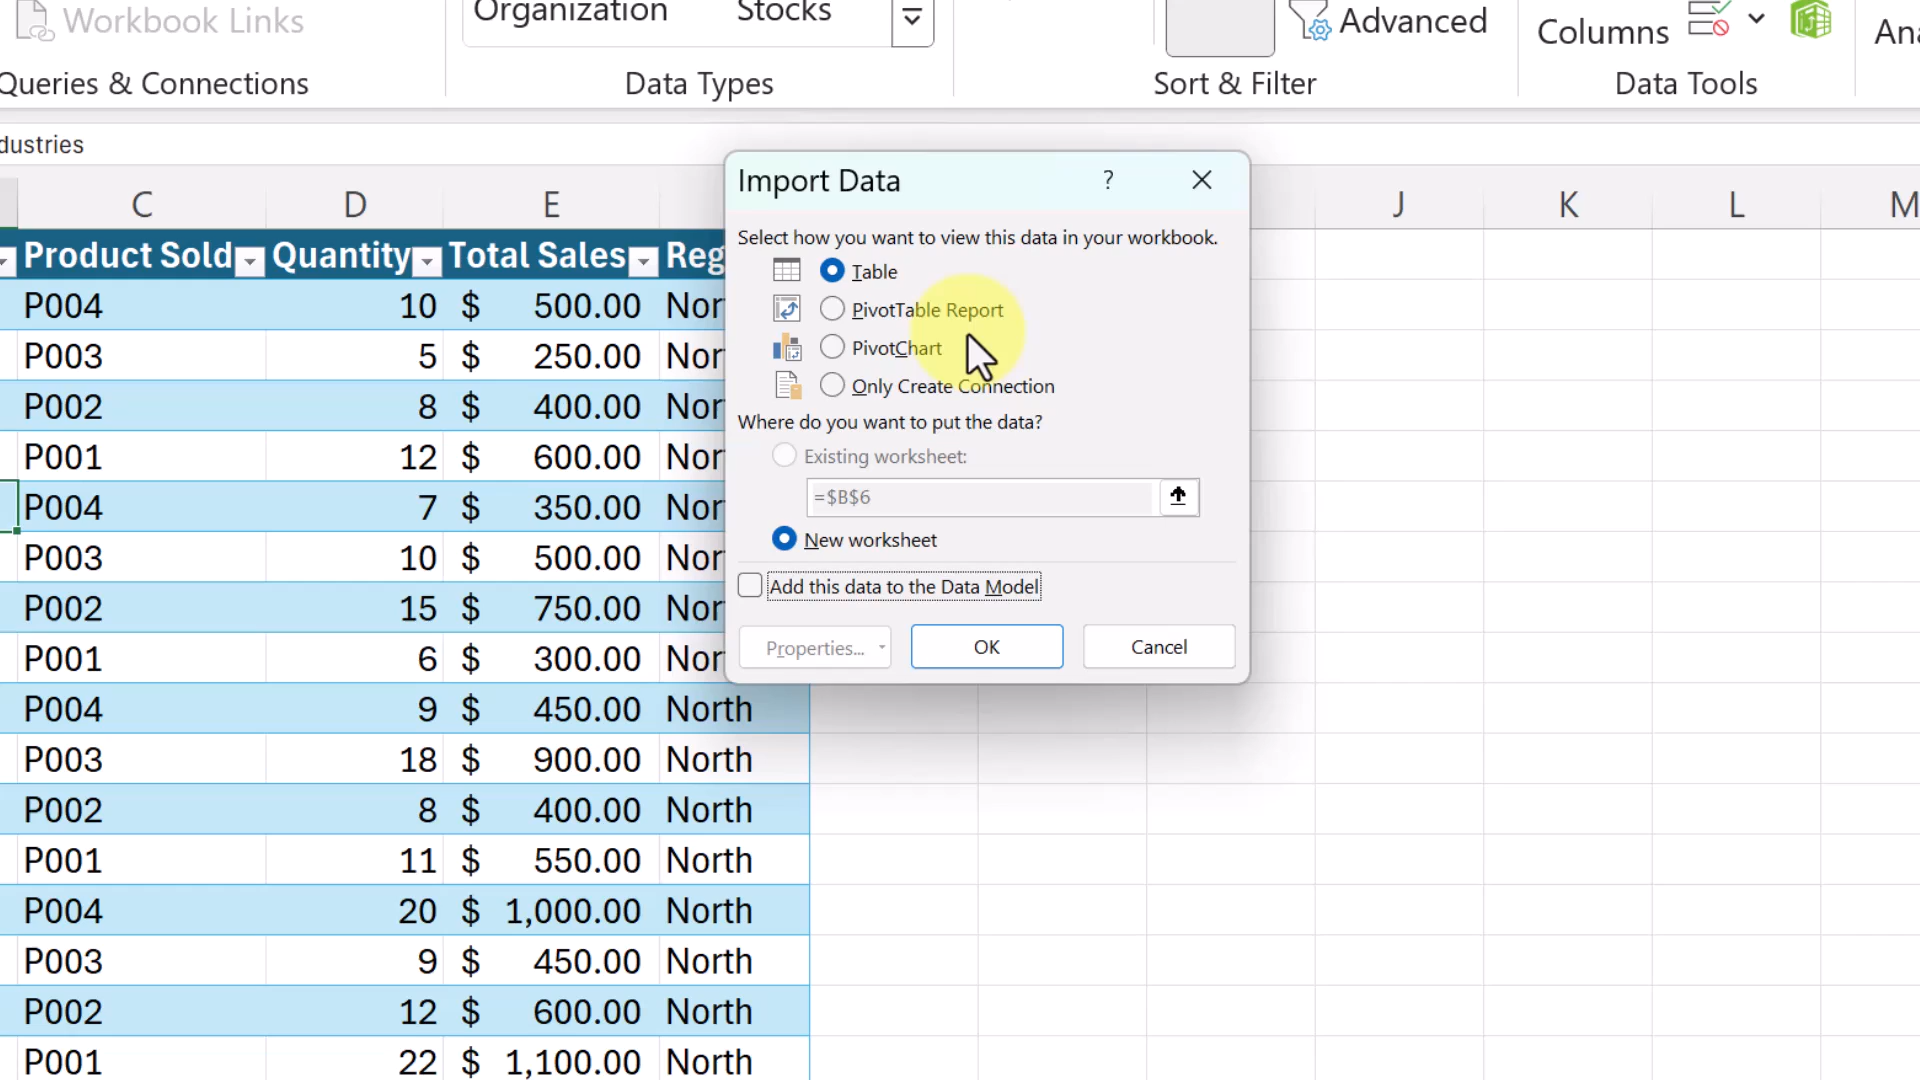 Workbook Links
Organization Stocks
Advanced
Columns
Queries & Connections
Data Types
Sort & Filter
Data Tools
dustries
Import Data ?
Select how you want to view this data in your workbook.
Table
PivotTable Report
PivotChart
Only Create Connection
Where do you want to put the data?
Existing worksheet:
=$B$6
New worksheet
Add this data to the Data Model
Properties... OK Cancel
C D E J K L M
Product Sold Quantity Total Sales Reg
P004 10 $ 500.00 Nor
P003 5 $ 250.00 Nor
P002 8 $ 400.00 Nor
P001 12 $ 600.00 Nor
P004 7 $ 350.00 Nor
P003 10 $ 500.00 Nor
P002 15 $ 750.00 Nor
P001 6 $ 300.00 Nor
P004 9 $ 450.00 North
P003 18 $ 900.00 North
P002 8 $ 400.00 North
P001 11 $ 550.00 North
P004 20 $ 1,000.00 North
P003 9 $ 450.00 North
P002 12 $ 600.00 North
P001 22 $ 1,100.00 North